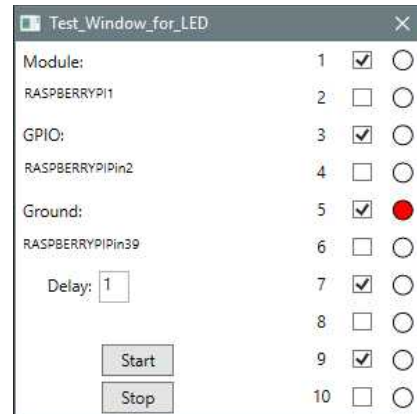 Test_Window_for_LED
Module:
RASPBERRYPI1
GPIO:
RASPBERRYPIPin2
Ground:
RASPBERRYPIPin39
Delay: 1
Start
Stop
1
2
3
4
5
6
7
8
9
10